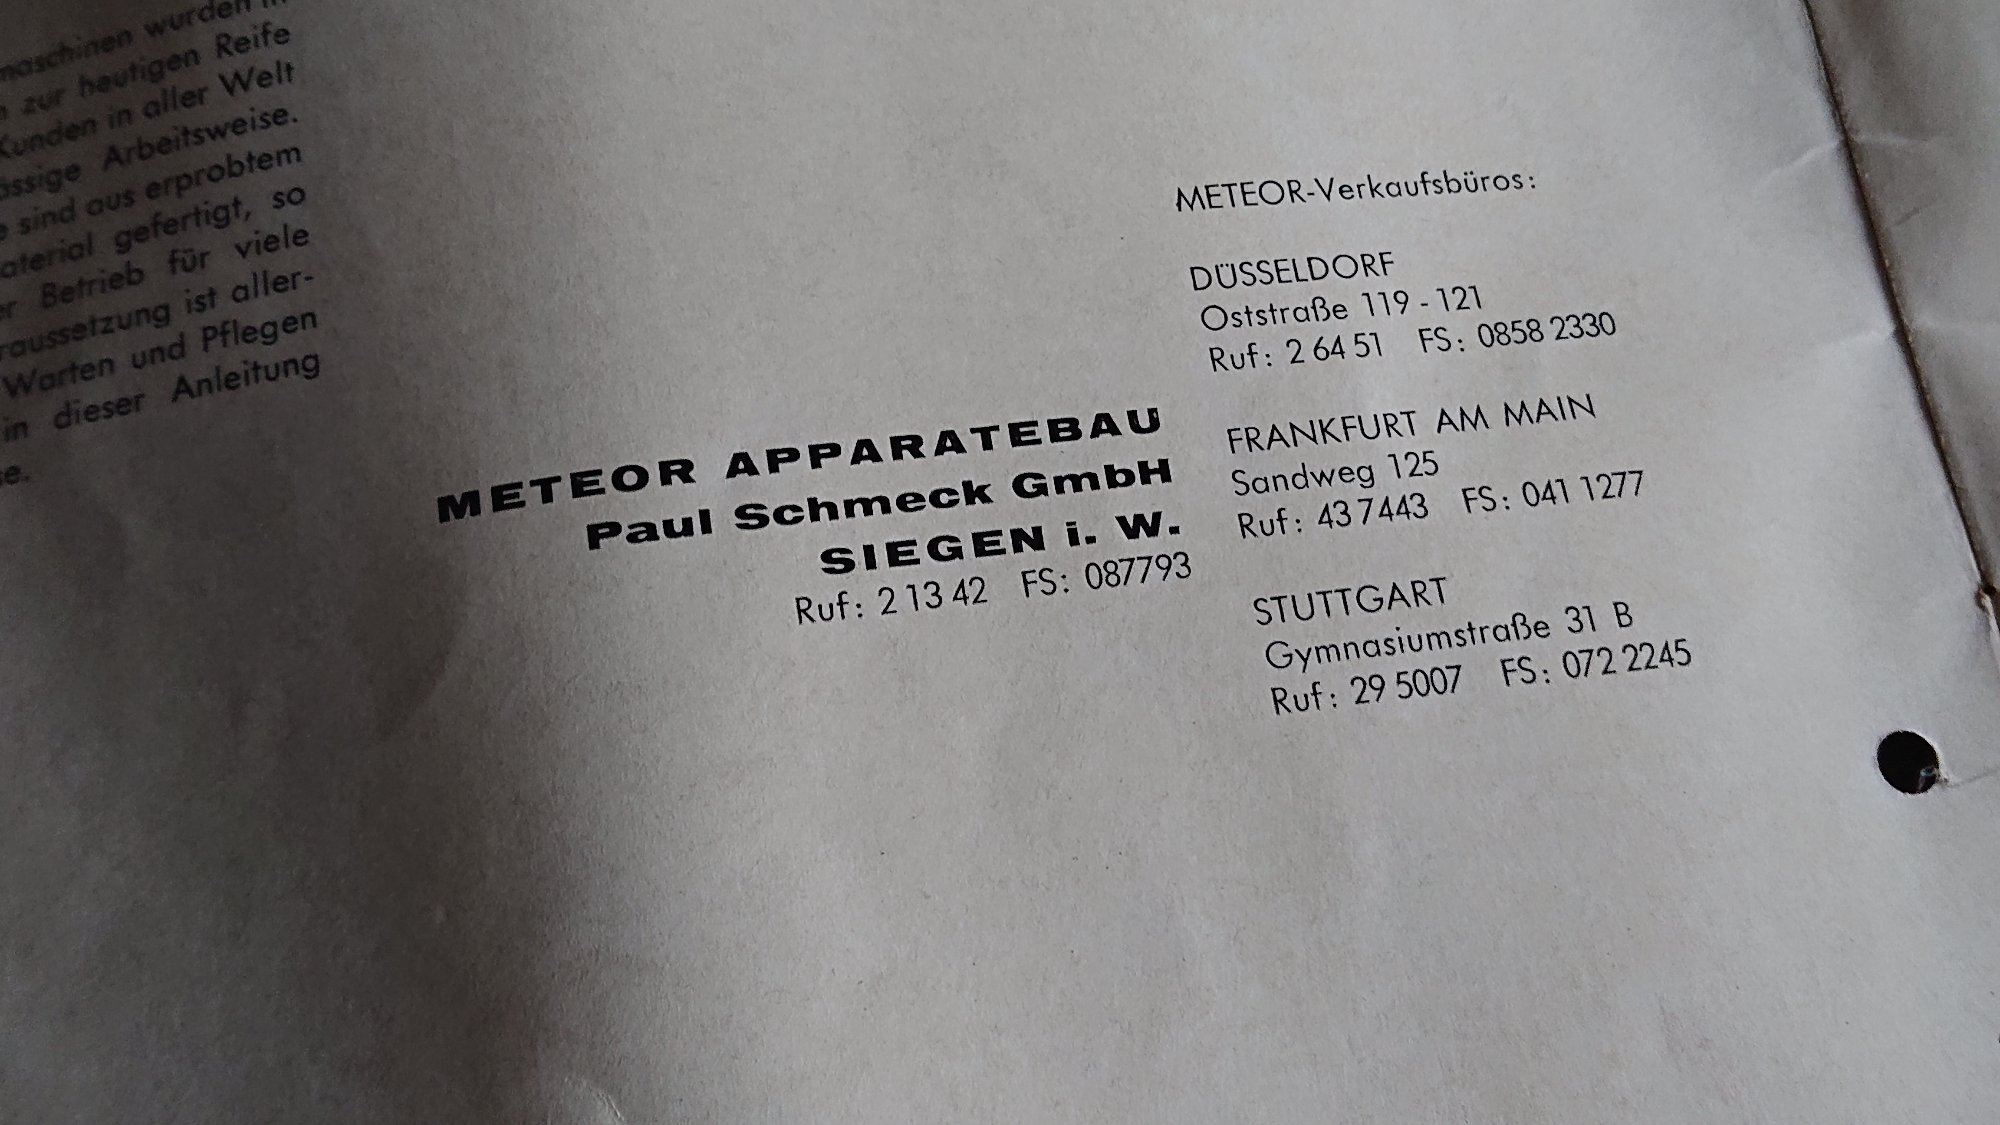 maschinen wurden in
zur heutigen Reife
Kunden in aller Welt
Arbeitsweise.
sind aus erprobtem
gefertigt, so
Betrieb für viele
ist aller-
Warten und Pflegen
in dieser Anleitung
METEOR APPARATEBAU
Paul Schmeck GmbH
SIEGEN i. W.
Ruf: 2 13 42 FS: 087793
METEOR-Verkaufsbüros:
DÜSSELDORF
Oststraße 119 - 121
Ruf: 2 64 51 FS: 0858 2330
FRANKFURT AM MAIN
Sandweg 125
Ruf: 43 7443 FS: 041 1277
STUTTGART
Gymnasiumstraße 31 B
Ruf: 29 5007 FS: 072 2245